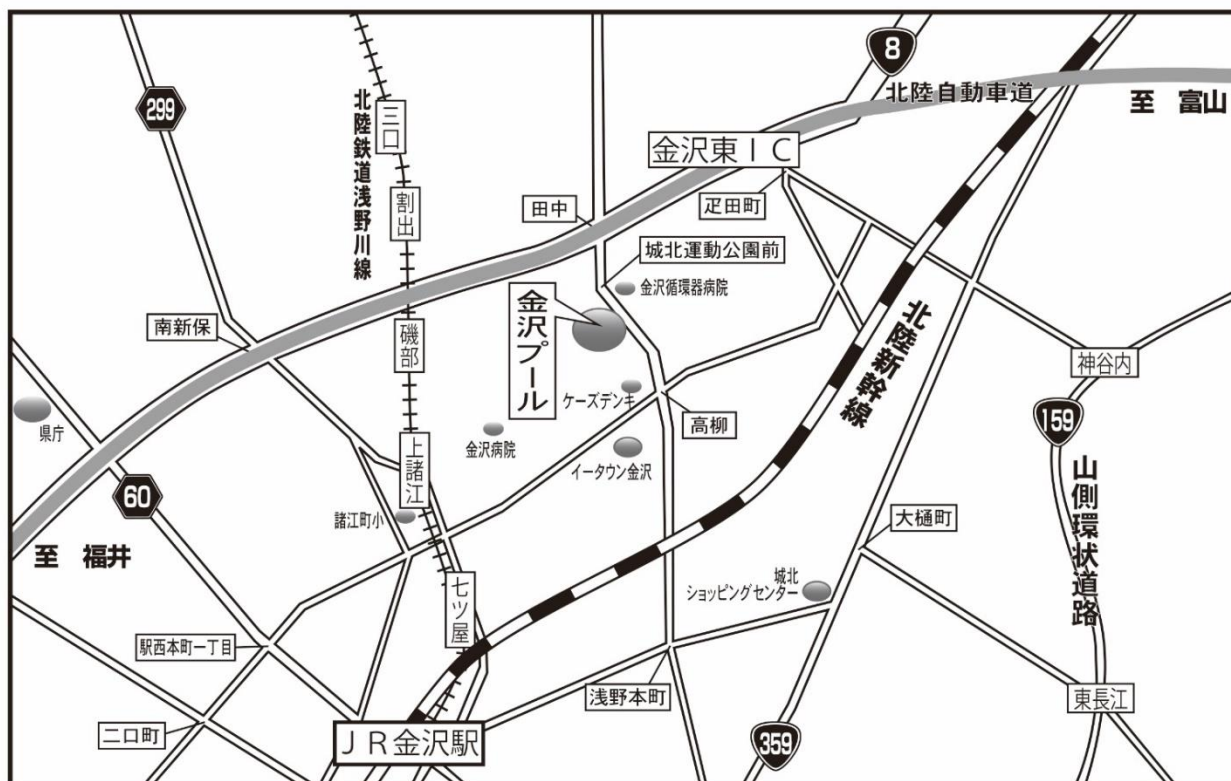 8
北陸自動車道
至 富山
299
北陸鉄道浅野川線
三口
金沢東IC
割出
田中
疋田町
城北運動公園前
金沢循環器病院
金沢プール
南新保
磯部
北陸新幹線
神谷内
ケーズデンキ
県庁
高柳
159
金沢病院
イータウン金沢
上諸江
60
山側環状道路
諸江町小
大樋町
至 福井
七ツ屋
城北
ショッピングセンター
駅西本町一丁目
浅野本町
東長江
二口町
JR金沢駅
359